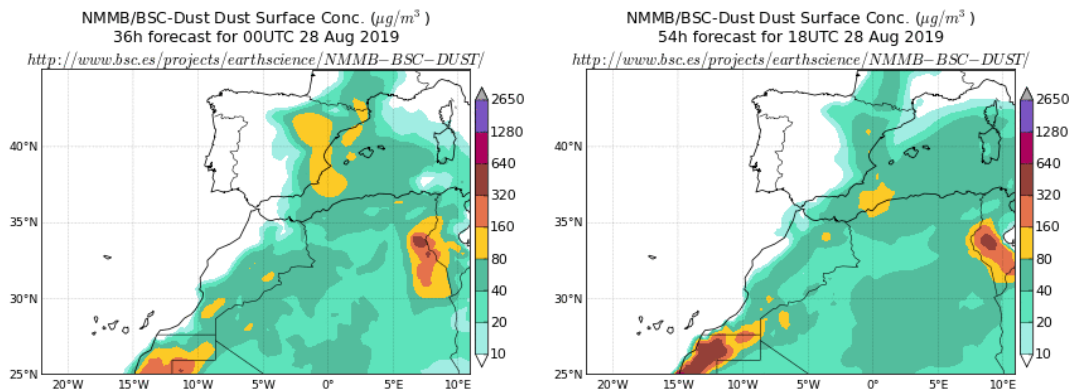 NMMB/BSC-Dust Dust Surface Conc. (μg/m³)
36h forecast for 00UTC 28 Aug 2019
http://www.bsc.es/projects/earthscience/NMMB−BSC−DUST/
40°N
35°N
30°N
25°N
20°W
15°W
10°W
5°W
0°
5°E
10°E
2650
1280
640
320
160
80
40
20
10
NMMB/BSC-Dust Dust Surface Conc. (μg/m³)
54h forecast for 18UTC 28 Aug 2019
http://www.bsc.es/projects/earthscience/NMMB−BSC−DUST/
40°N
35°N
30°N
25°N
20°W
15°W
10°W
5°W
0°
5°E
10°E
2650
1280
640
320
160
80
40
20
10